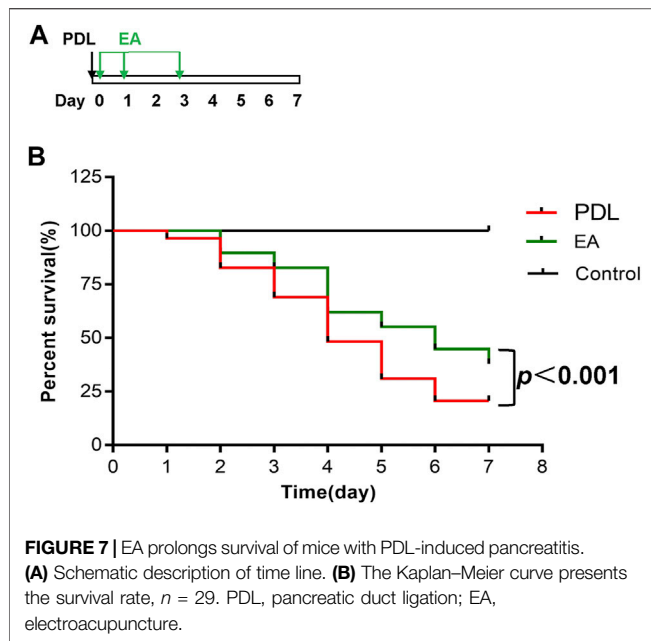 A
PDL EA
Day 0 1 2 3 4 5 6 7
B
125
100
75
50
25
0
Percent survival(%)
0 1 2 3 4 5 6 7 8
Time(day)
PDL
EA
Control
p<0.001
FIGURE 7 | EA prolongs survival of mice with PDL-induced pancreatitis.
(A) Schematic description of time line. (B) The Kaplan–Meier curve presents
the survival rate, n = 29. PDL, pancreatic duct ligation; EA,
electroacupuncture.